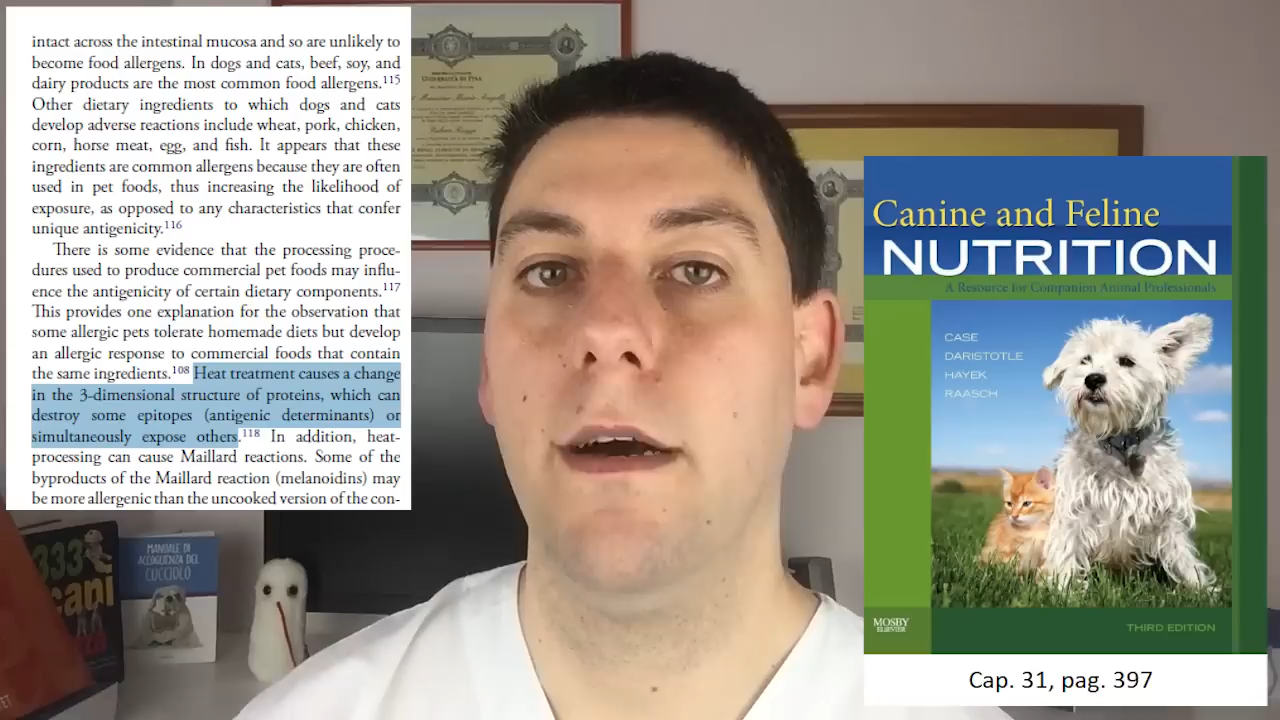 intact across the intestinal mucosa and so are unlikely to
become food allergens. In dogs and cats, beef, soy, and
dairy products are the most common food allergens.115
Other dietary ingredients to which dogs and cats
develop adverse reactions include wheat, pork, chicken,
corn, horse meat, egg, and fish. It appears that these
ingredients are common allergens because they are often
used in pet foods, thus increasing the likelihood of
exposure, as opposed to any characteristics that confer
unique antigenicity.116
There is some evidence that the processing proce-
dures used to produce commercial pet foods may influ-
ence the antigenicity of certain dietary components.117
This provides one explanation for the observation that
some allergic pets tolerate homemade diets but develop
an allergic response to commercial foods that contain
the same ingredients.108 Heat treatment causes a change
in the 3-dimensional structure of proteins, which can
destroy some epitopes (antigenic determinants) or
simultaneously expose others.118 In addition, heat-
processing can cause Maillard reactions. Some of the
byproducts of the Maillard reaction (melanoidins) may
be more allergenic than the uncooked version of the con-
Canine and Feline
NUTRITION
A Resource for Companion Animal Professionals
CASE
DARISTOTLE
HAYEK
RAASCH
MOSBY
ELSEVIER
THIRD EDITION
Cap. 31, pag. 397
333
cani
MANUALE DI
ACCOGLIENZA DEL
CUCCIOLO